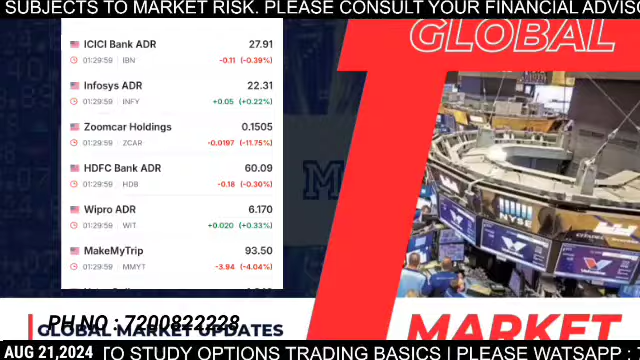 SUBJECTS TO MARKET RISK. PLEASE CONSULT YOUR FINANCIAL ADVISO
GLOBAL
ICICI Bank ADR 27.91
01:29:59 | IBN -0.11 (-0.39%)
Infosys ADR 22.31
01:29:59 | INFY +0.05 (+0.22%)
Zoomcar Holdings 0.1505
01:29:59 | ZCAR -0.0197 (-11.75%)
HDFC Bank ADR 60.09
01:29:59 | HDB -0.18 (-0.30%)
Wipro ADR 6.170
01:29:59 | WIT +0.020 (+0.33%)
MakeMyTrip 93.50
01:29:59 | MMYT -3.94 (-4.04%)
NYSE
PH NO : 7200822228
GLOBAL MARKET UPDATES
MARKET
AUG 21,2024 TO STUDY OPTIONS TRADING BASICS | PLEASE WATSAPP :